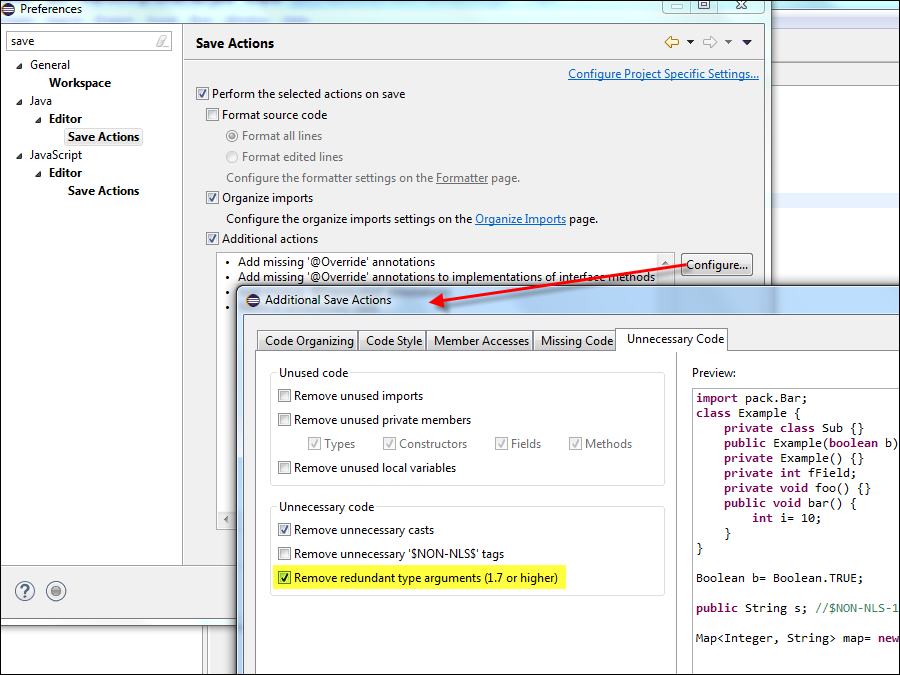 Preferences
save
General
Workspace
Java
Editor
Save Actions
JavaScript
Editor
Save Actions
Save Actions
Configure Project Specific Settings...
Perform the selected actions on save
Format source code
Format all lines
Format edited lines
Configure the formatter settings on the Formatter page.
Organize imports
Configure the organize imports settings on the Organize Imports page.
Additional actions
Add missing '@Override' annotations
Add missing '@Override' annotations to implementations of interface methods
Configure...
Additional Save Actions
Code Organizing Code Style Member Accesses Missing Code Unnecessary Code
Unused code
Remove unused imports
Remove unused private members
Types Constructors Fields Methods
Remove unused local variables
Unnecessary code
Remove unnecessary casts
Remove unnecessary '$NON-NLS$' tags
Remove redundant type arguments (1.7 or higher)
Preview:
import pack.Bar;
class Example {
private class Sub {}
public Example(boolean b)
private Example() {}
private int fField;
private void foo() {}
public void bar() {
int i= 10;
}
}
Boolean b= Boolean.TRUE;
public String s; //$NON-NLS-1
Map<Integer, String> map= new